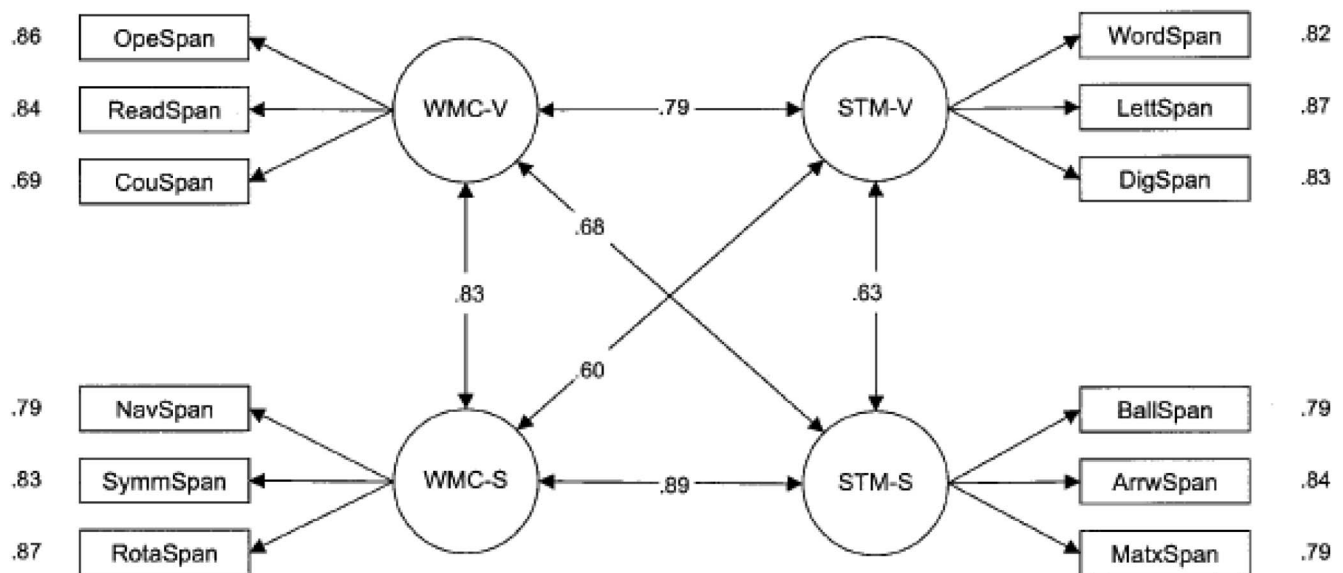 .86 OpeSpan WordSpan .82
.84 ReadSpan WMC-V .79 STM-V LettSpan .87
.69 CouSpan DigSpan .83
.68
.83 .63
.60
.79 NavSpan BallSpan .79
.83 SymmSpan WMC-S .89 STM-S ArrwSpan .84
.87 RotaSpan MatxSpan .79